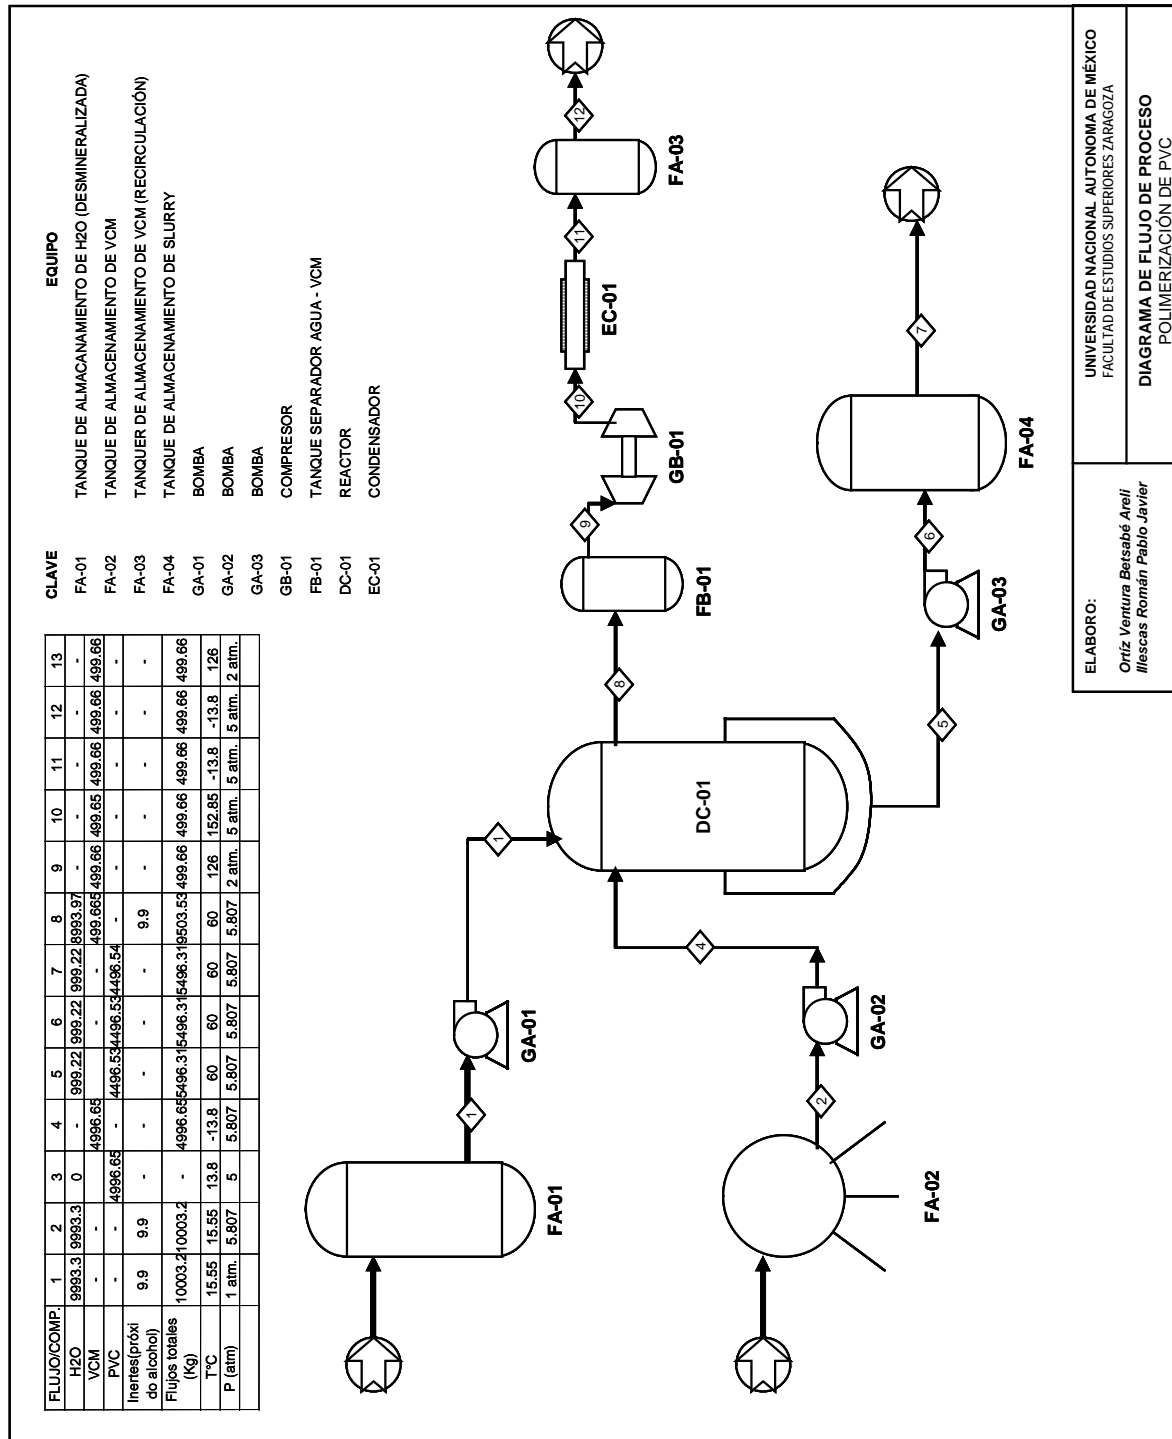 FLUJO/COMP. 1 2 3 4 5 6 7 8 9 10 11 12 13
H2O 9993.3 9993.3 0 - 999.22 999.22 999.22 8993.97 - - - - -
VCM - - 4996.65 - 499.665 499.66 499.65 499.66 499.66 499.66
PVC - - 4996.65 - 4496.53 4496.53 4496.54 - - - - - -
Inertes(próxi
do alcohol) 9.9 9.9 - - - - - 9.9 - - - - -
Flujos totales
(Kg) 10003.2 10003.2 - 4996.65 5496.31 5496.31 5496.31 9503.53 499.66 499.66 499.66 499.66 499.66
TºC 15.55 15.55 13.8 -13.8 60 60 60 60 126 152.85 -13.8 -13.8 126
P (atm) 1 atm. 5.807 5 5.807 5.807 5.807 5.807 5.807 2 atm. 5 atm. 5 atm. 5 atm. 2 atm.
CLAVE EQUIPO
FA-01 TANQUE DE ALMACANAMIENTO DE H2O (DESMINERALIZADA)
FA-02 TANQUE DE ALMACENAMIENTO DE VCM
FA-03 TANQUER DE ALMACENAMIENTO DE VCM (RECIRCULACIÓN)
FA-04 TANQUE DE ALMACENAMIENTO DE SLURRY
GA-01 BOMBA
GA-02 BOMBA
GA-03 BOMBA
GB-01 COMPRESOR
FB-01 TANQUE SEPARADOR AGUA - VCM
DC-01 REACTOR
EC-01 CONDENSADOR
FA-01
1
GA-01
1
FA-02
2
GA-02
4
DC-01
8
FB-01
9
GB-01
10
EC-01
11
FA-03
12
5
GA-03
6
FA-04
7
ELABORO:
Ortíz Ventura Betsabé Areli
Illescas Román Pablo Javier
UNIVERSIDAD NACIONAL AUTONOMA DE MÉXICO
FACULTAD DE ESTUDIOS SUPERIORES ZARAGOZA
DIAGRAMA DE FLUJO DE PROCESO
POLIMERIZACIÓN DE PVC